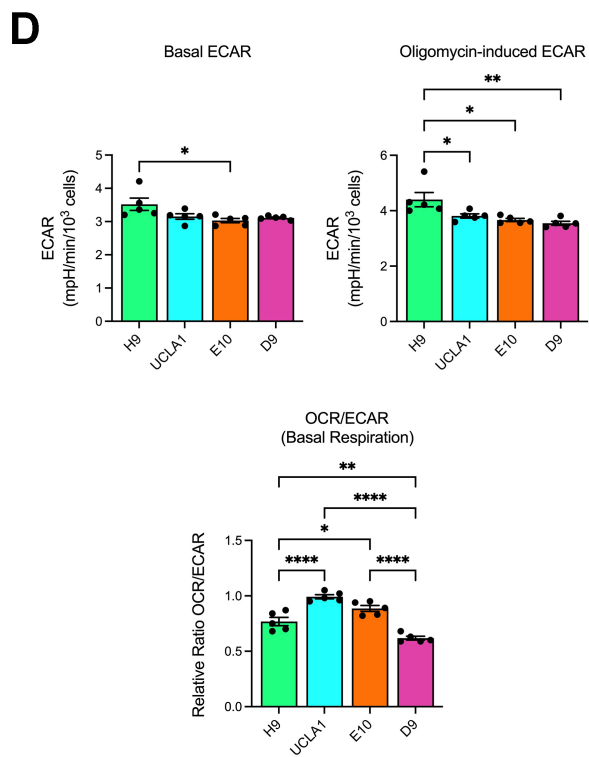 D
Basal ECAR
Oligomycin-induced ECAR
*
**
*
*
ECAR
(mpH/min/10³ cells)
5
4
3
2
1
0
H9
UCLA1
E10
D9
ECAR
(mpH/min/10³ cells)
6
4
2
0
H9
UCLA1
E10
D9
OCR/ECAR
(Basal Respiration)
**
****
*
**** ****
Relative Ratio OCR/ECAR
1.5
1.0
0.5
0.0
H9
UCLA1
E10
D9